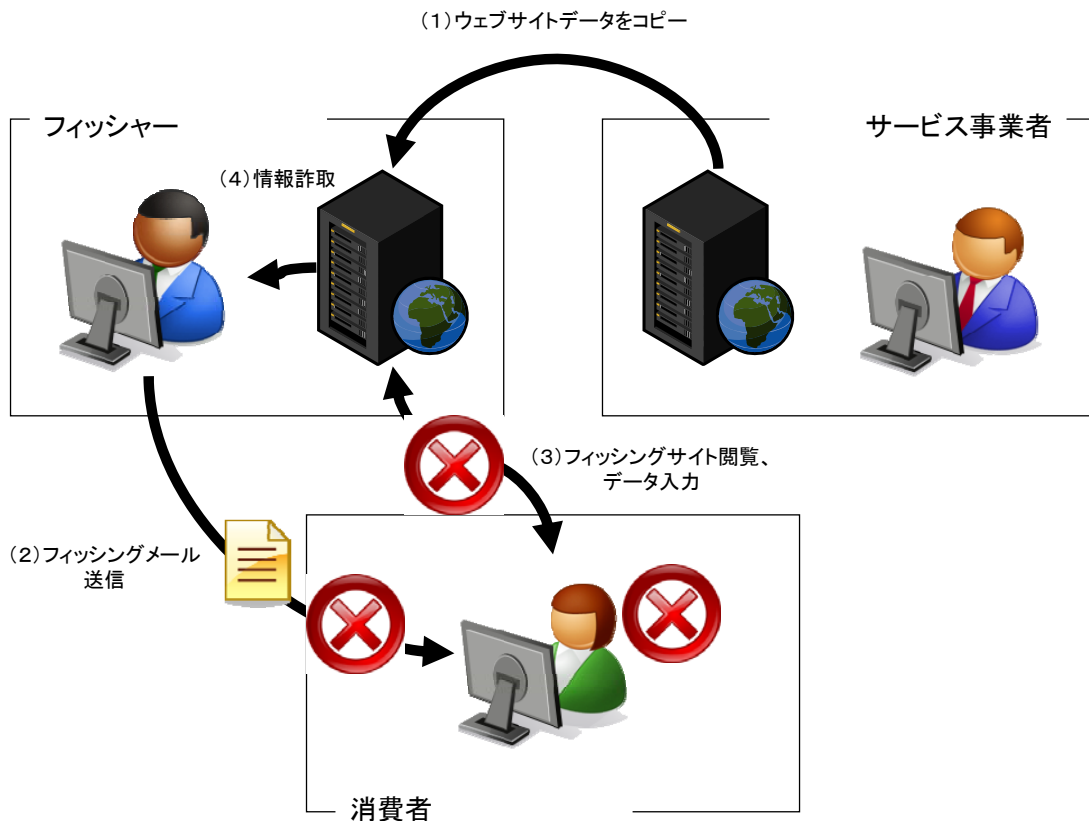 (1)ウェブサイトデータをコピー
フィッシャー
サービス事業者
(4)情報詐取
(3)フィッシングサイト閲覧、
データ入力
(2)フィッシングメール
送信
消費者